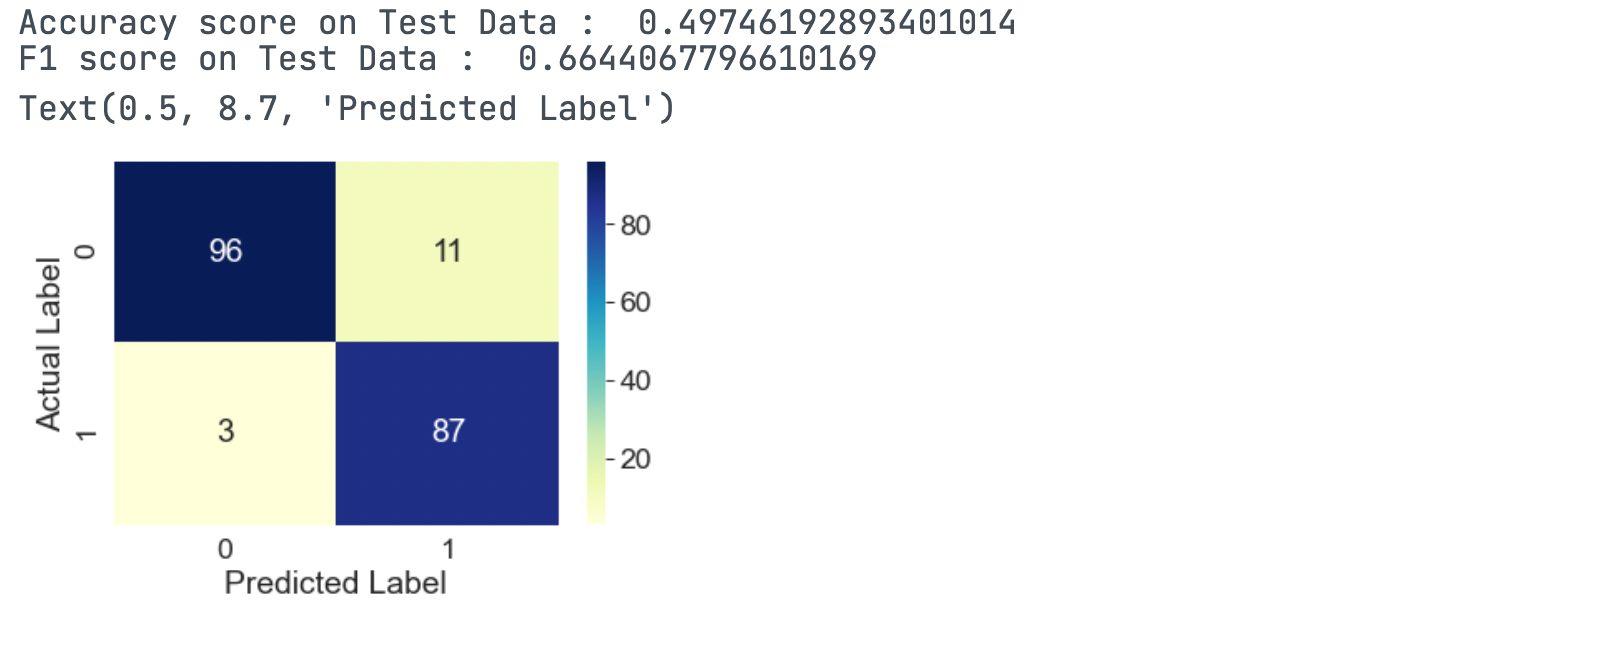 Accuracy score on Test Data :  0.49746192893401014
F1 score on Test Data :  0.6644067796610169
Text(0.5, 8.7, 'Predicted Label')
96
11
80
0
60
Actual Label
40
3
87
1
20
0
1
Predicted Label